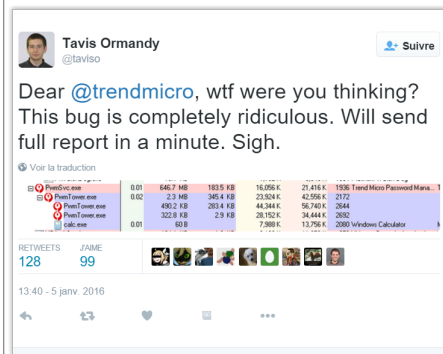 Tavis Ormandy
@taviso
Suivre
Dear @trendmicro, wtf were you thinking?
This bug is completely ridiculous. Will send
full report in a minute. Sigh.
Voir la traduction
PwmSvc.exe 0.01 646.7 MB 183.5 KB 16,056 K 21,416 K 1936 Trend Micro Password Mana...
PwmTower.exe 0.02 2.3 MB 345.4 KB 23,924 K 42,556 K 2172
PwmTower.exe 490.2 KB 283.4 KB 44,344 K 56,740 K 2644
PwmTower.exe 322.8 KB 2.9 KB 28,152 K 34,444 K 2692
calc.exe 0.01 60 B 7,988 K 13,756 K 2080 Windows Calculator
RETWEETS J'AIME
128 99
13:40 - 5 janv. 2016